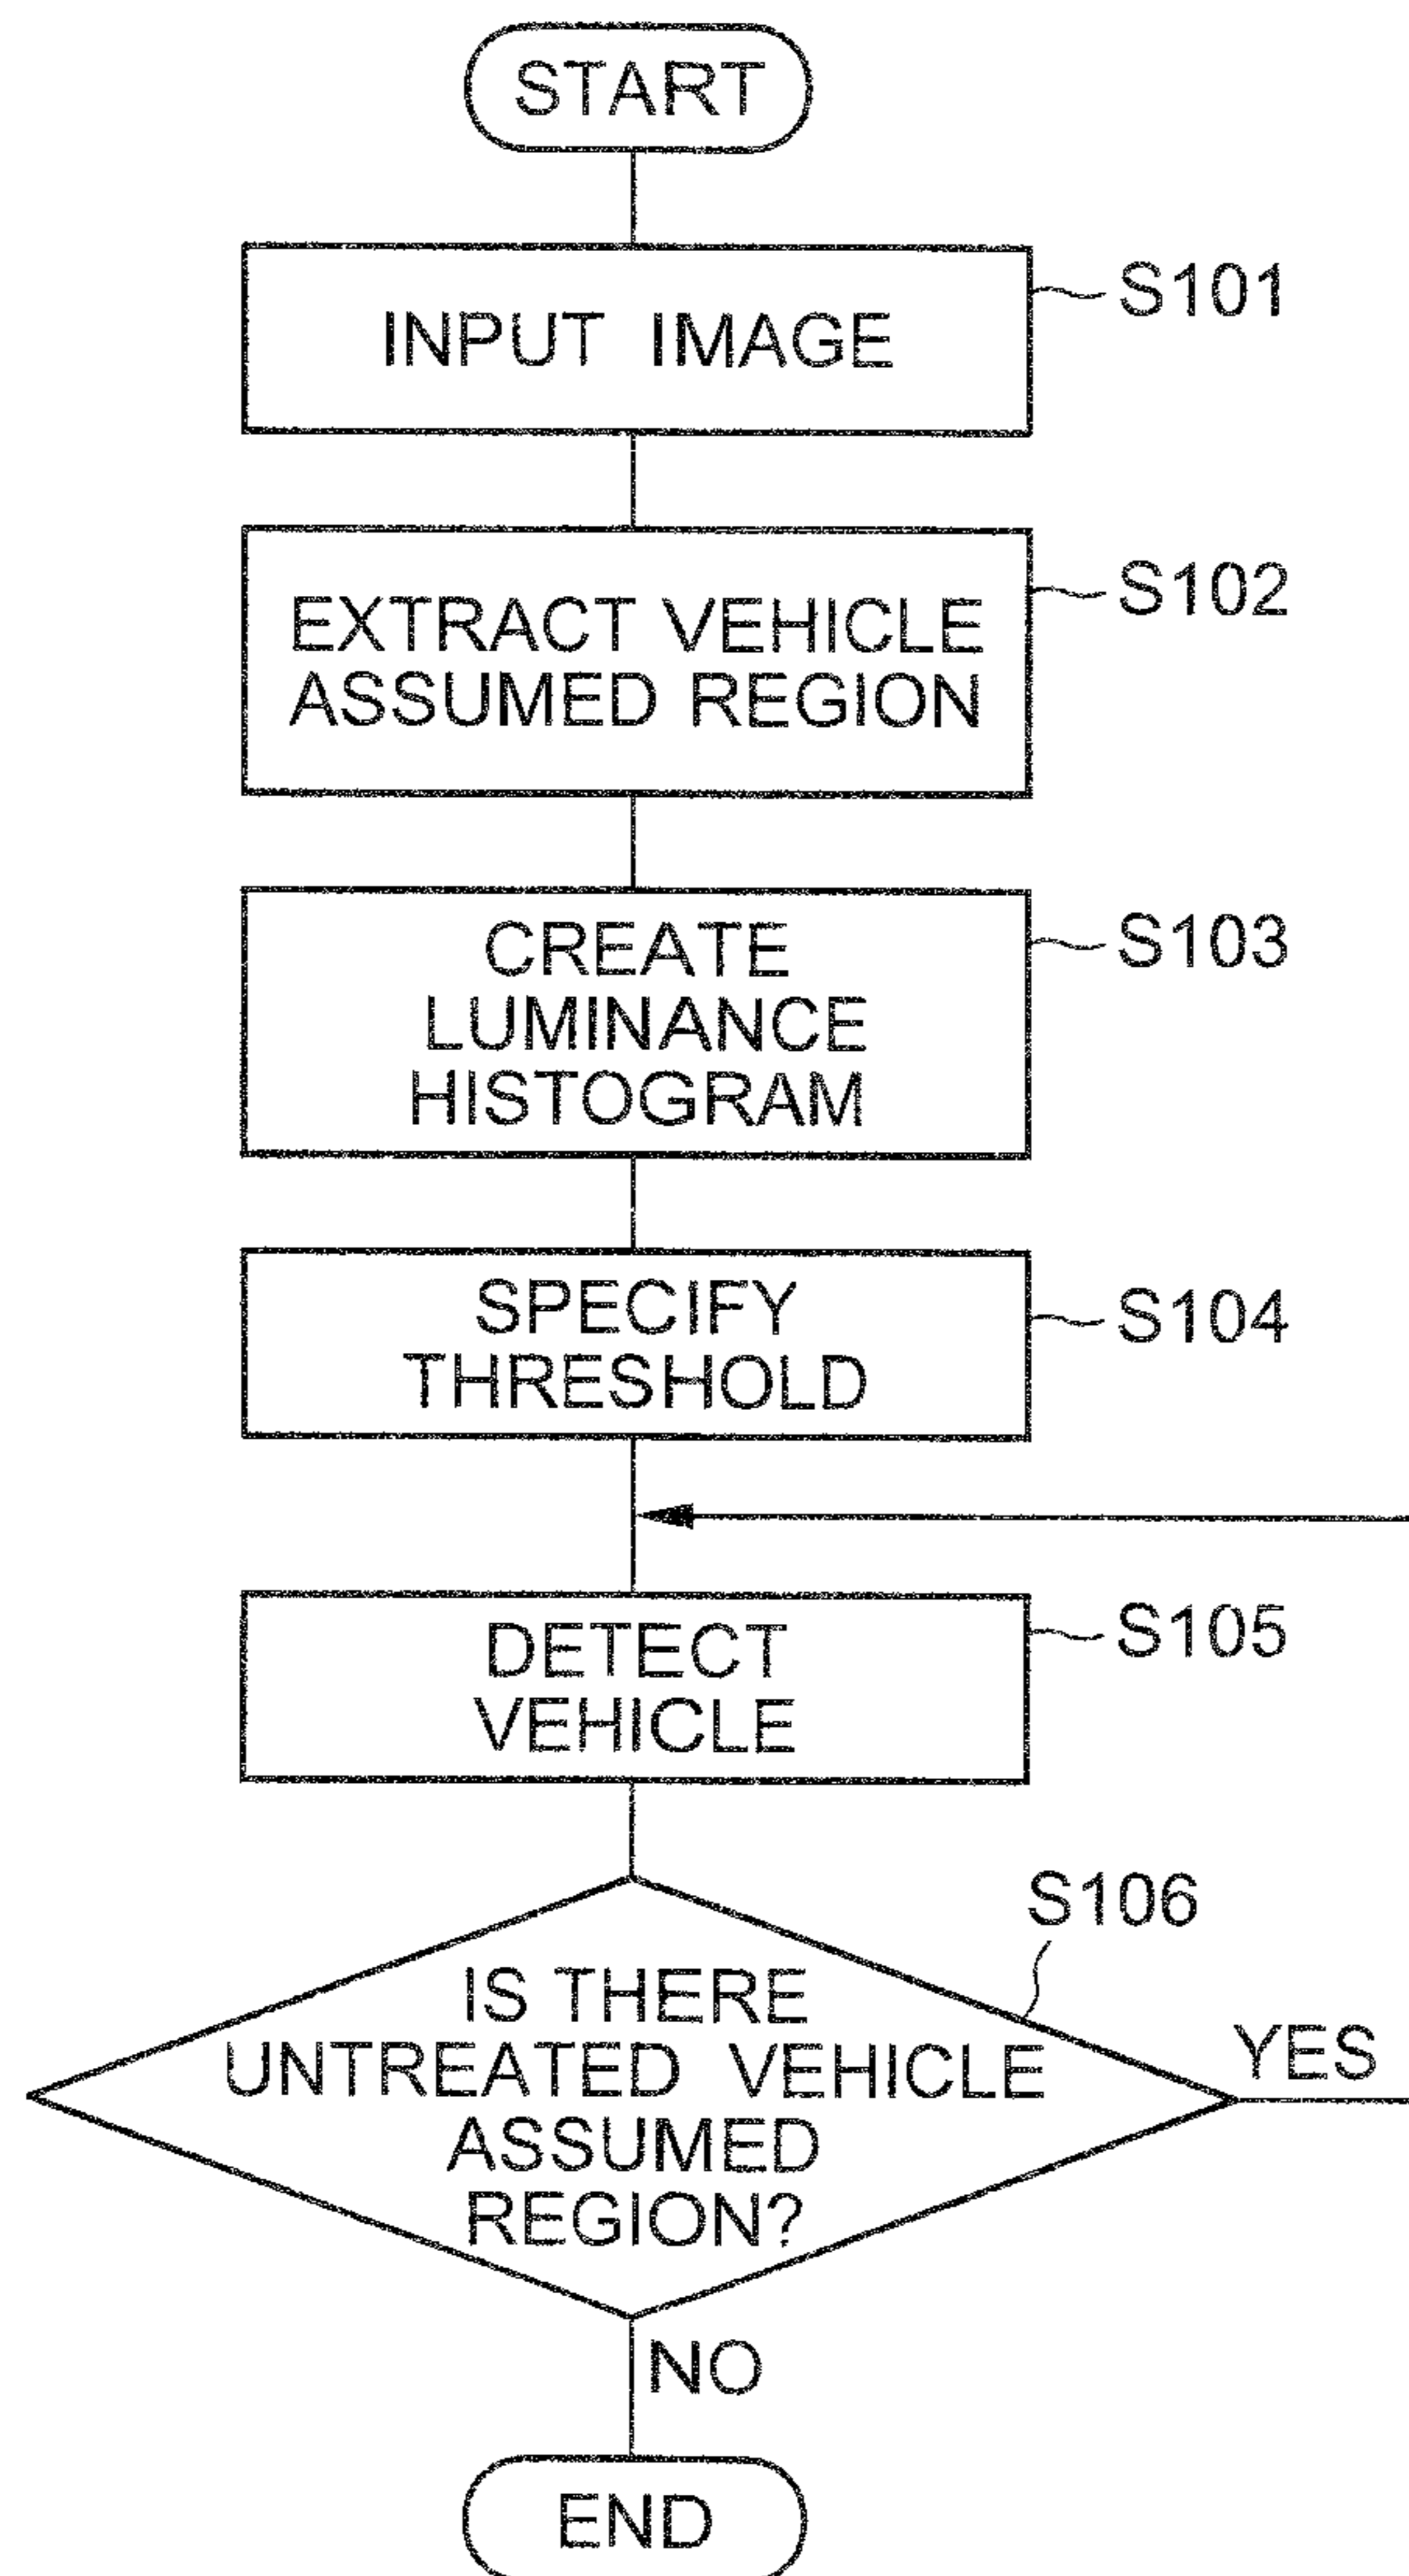 START
INPUT IMAGE
S101
EXTRACT VEHICLE
ASSUMED REGION
S102
CREATE
LUMINANCE
HISTOGRAM
S103
SPECIFY
THRESHOLD
S104
DETECT
VEHICLE
S105
S106
IS THERE
UNTREATED VEHICLE
ASSUMED
REGION?
YES
NO
END